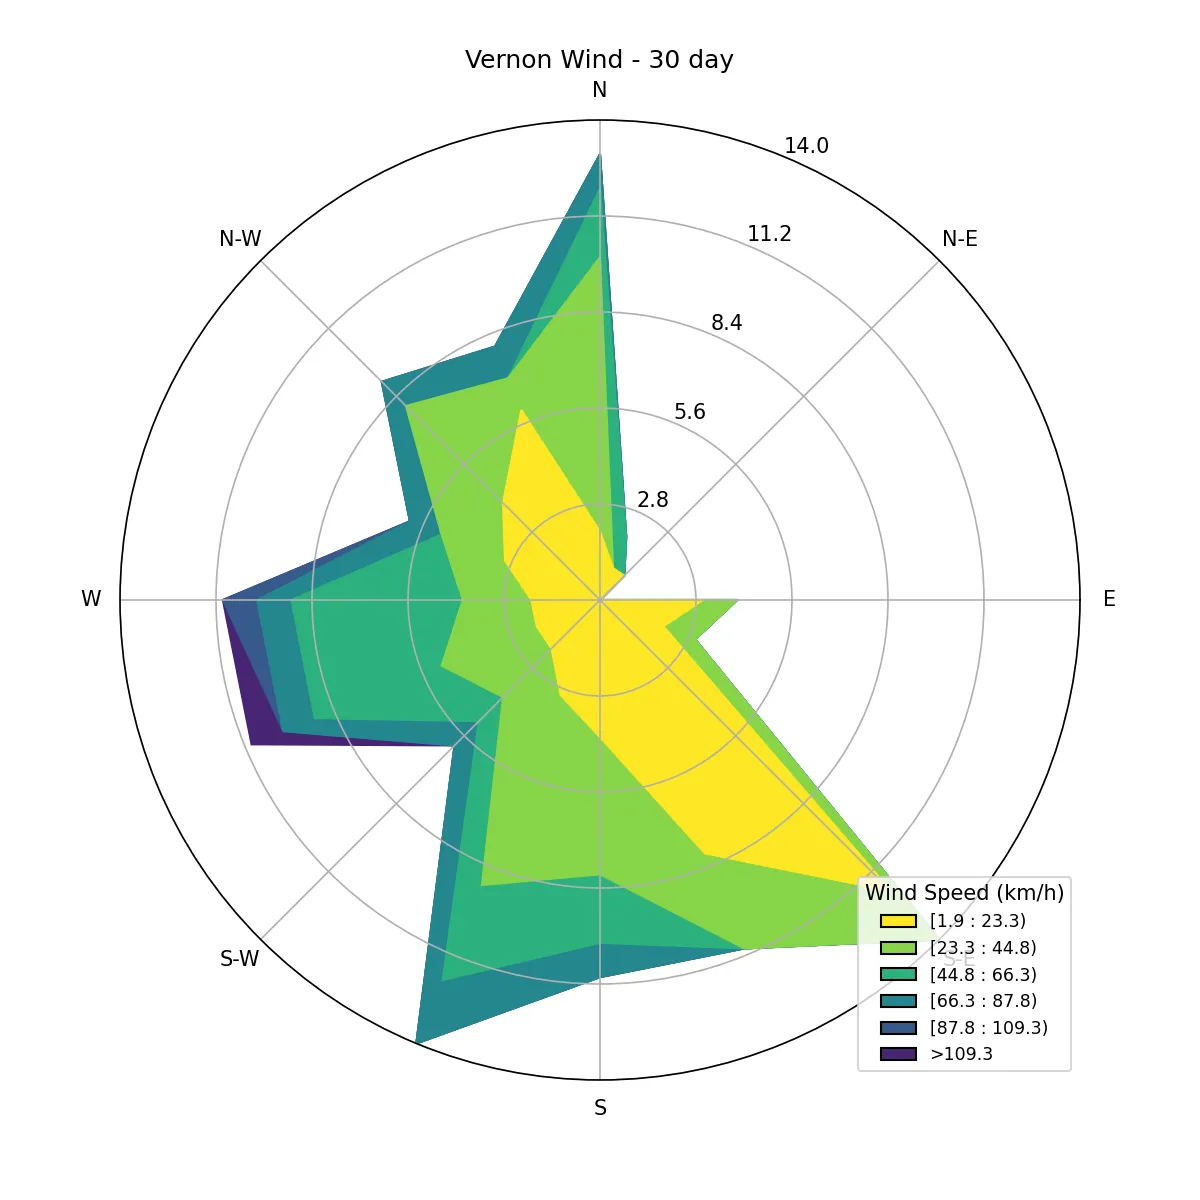 Vernon Wind - 30 day
N
14.0
N-W
11.2
N-E
8.4
5.6
2.8
W
E
Wind Speed (km/h)
[1.9 : 23.3)
[23.3 : 44.8)
S-W
S-E
[44.8 : 66.3)
[66.3 : 87.8)
[87.8 : 109.3)
>109.3
S